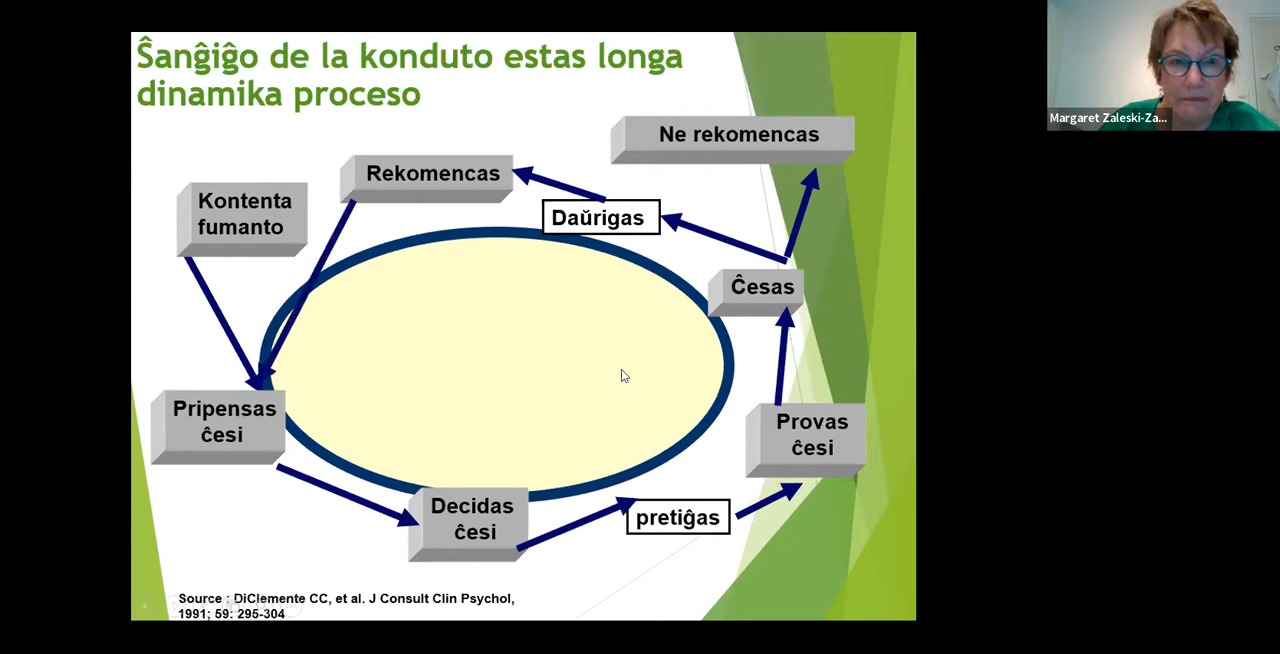 Ŝanĝiĝo de la konduto estas longa
dinamika proceso
Ne rekomencas
Rekomencas
Kontenta
fumanto
Daŭrigas
Ĉesas
Pripensas
ĉesi
Provas
ĉesi
Decidas
ĉesi
pretiĝas
Source : DiClemente CC, et al. J Consult Clin Psychol,
1991; 59: 295-304
Margaret Zaleski-Za...